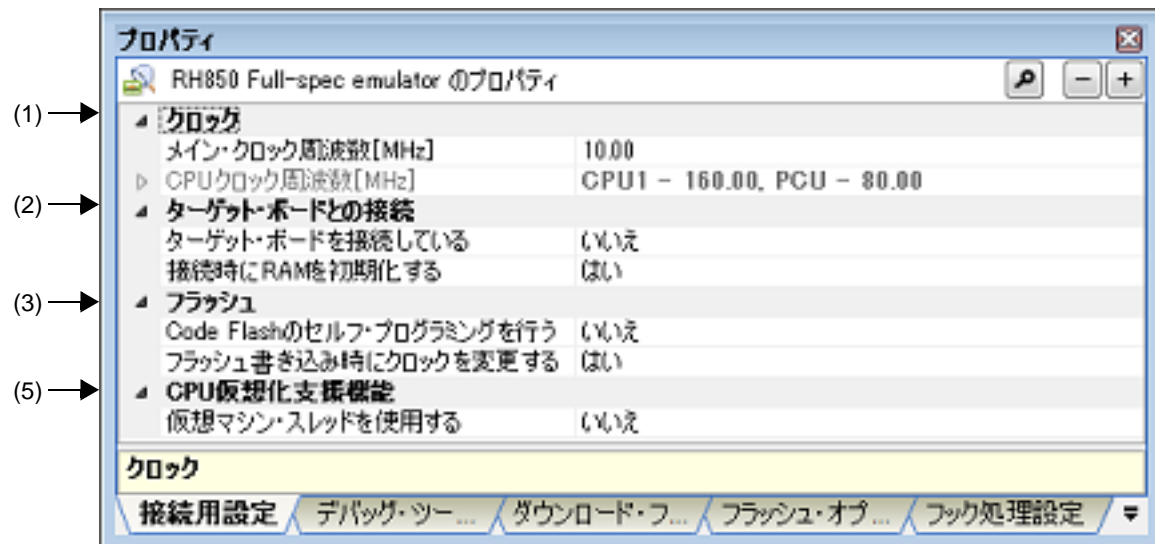 プロパティ
RH850 Full-spec emulator のプロパティ
(1) クロック
メイン・クロック周波数[MHz] 10.00
CPUクロック周波数[MHz] CPU1 - 160.00, PCU - 80.00
(2) ターゲット・ボードとの接続
ターゲット・ボードを接続している いいえ
接続時にRAMを初期化する はい
(3) フラッシュ
Code Flashのセルフ・プログラミングを行う いいえ
フラッシュ書き込み時にクロックを変更する はい
(5) CPU仮想化支援機能
仮想マシン・スレッドを使用する いいえ
クロック
接続用設定 デバッグ・ツー... ダウンロード・フ... フラッシュ・オプ... フック処理設定